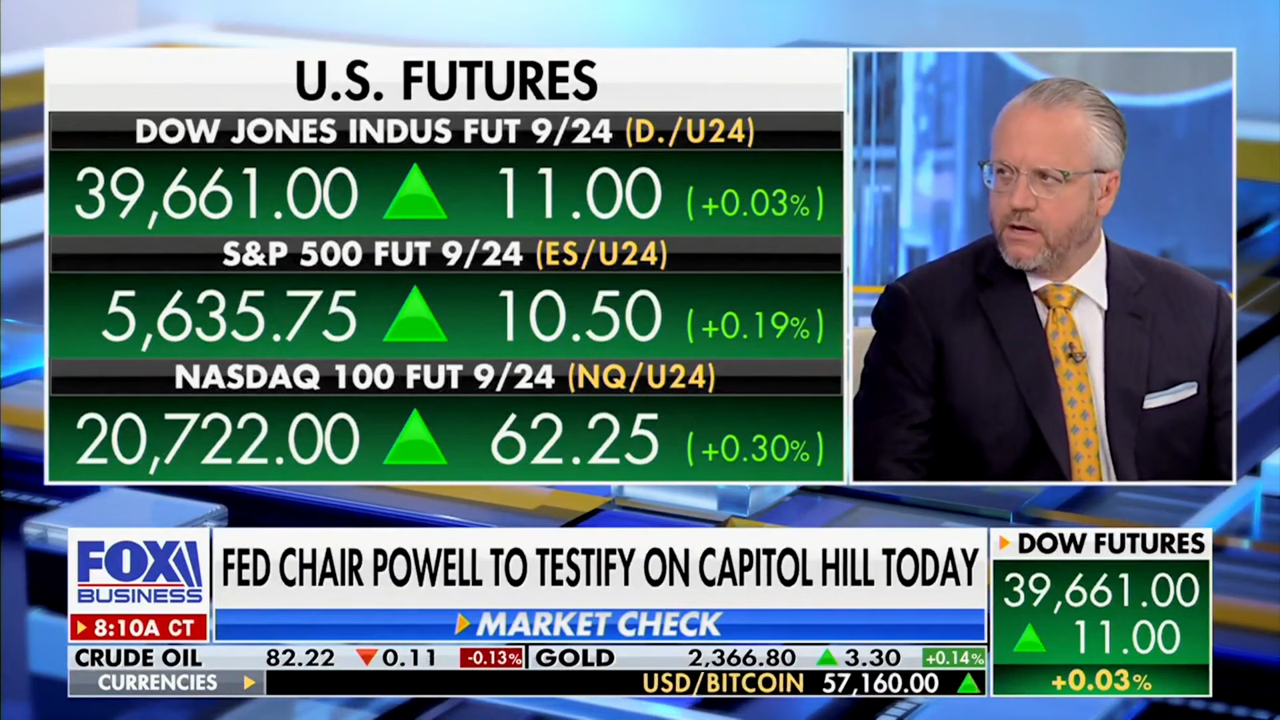 U.S. FUTURES
DOW JONES INDUS FUT 9/24 (D./U24)
39,661.00 ▲ 11.00 (+0.03%)
S&P 500 FUT 9/24 (ES/U24)
5,635.75 ▲ 10.50 (+0.19%)
NASDAQ 100 FUT 9/24 (NQ/U24)
20,722.00 ▲ 62.25 (+0.30%)
FOX
BUSINESS
8:10A CT
FED CHAIR POWELL TO TESTIFY ON CAPITOL HILL TODAY
MARKET CHECK
CRUDE OIL 82.22 ▼ 0.11 -0.13% GOLD 2,366.80 ▲ 3.30 +0.14%
CURRENCIES USD/BITCOIN 57,160.00 ▲
DOW FUTURES
39,661.00
▲ 11.00
+0.03%